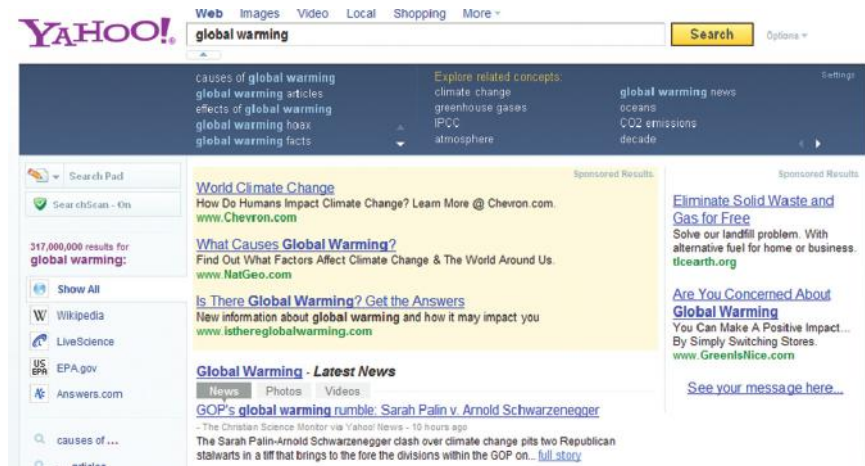 Web Images Video Local Shopping More
YAHOO!
global warming
Search
Options
causes of global warming
global warming articles
effects of global warming
global warming hoax
global warming facts
Explore related concepts:
climate change
greenhouse gases
IPCC
atmosphere
global warming news
oceans
CO2 emissions
decade
Settings
Search Pad
SearchScan - On
317,000,000 results for
global warming:
Show All
W Wikipedia
LiveScience
US EPA EPA.gov
Answers.com
causes of ...
Sponsored Results
World Climate Change
How Do Humans Impact Climate Change? Learn More @ Chevron.com.
www.Chevron.com
What Causes Global Warming?
Find Out What Factors Affect Climate Change & The World Around Us.
www.NatGeo.com
Is There Global Warming? Get the Answers
New information about global warming and how it may impact you
www.isthereglobalwarming.com
Global Warming - Latest News
News Photos Videos
GOP's global warming rumble: Sarah Palin v. Arnold Schwarzenegger
- The Christian Science Monitor via Yahoo! News - 10 hours ago
The Sarah Palin-Arnold Schwarzenegger clash over climate change pits two Republican
stalwarts in a tiff that brings to the fore the divisions within the GOP on... full story
Sponsored Results
Eliminate Solid Waste and
Gas for Free
Solve our landfill problem. With
alternative fuel for home or business.
tlcearth.org
Are You Concerned About
Global Warming
You Can Make A Positive Impact...
By Simply Switching Stores.
www.GreenIsNice.com
See your message here...